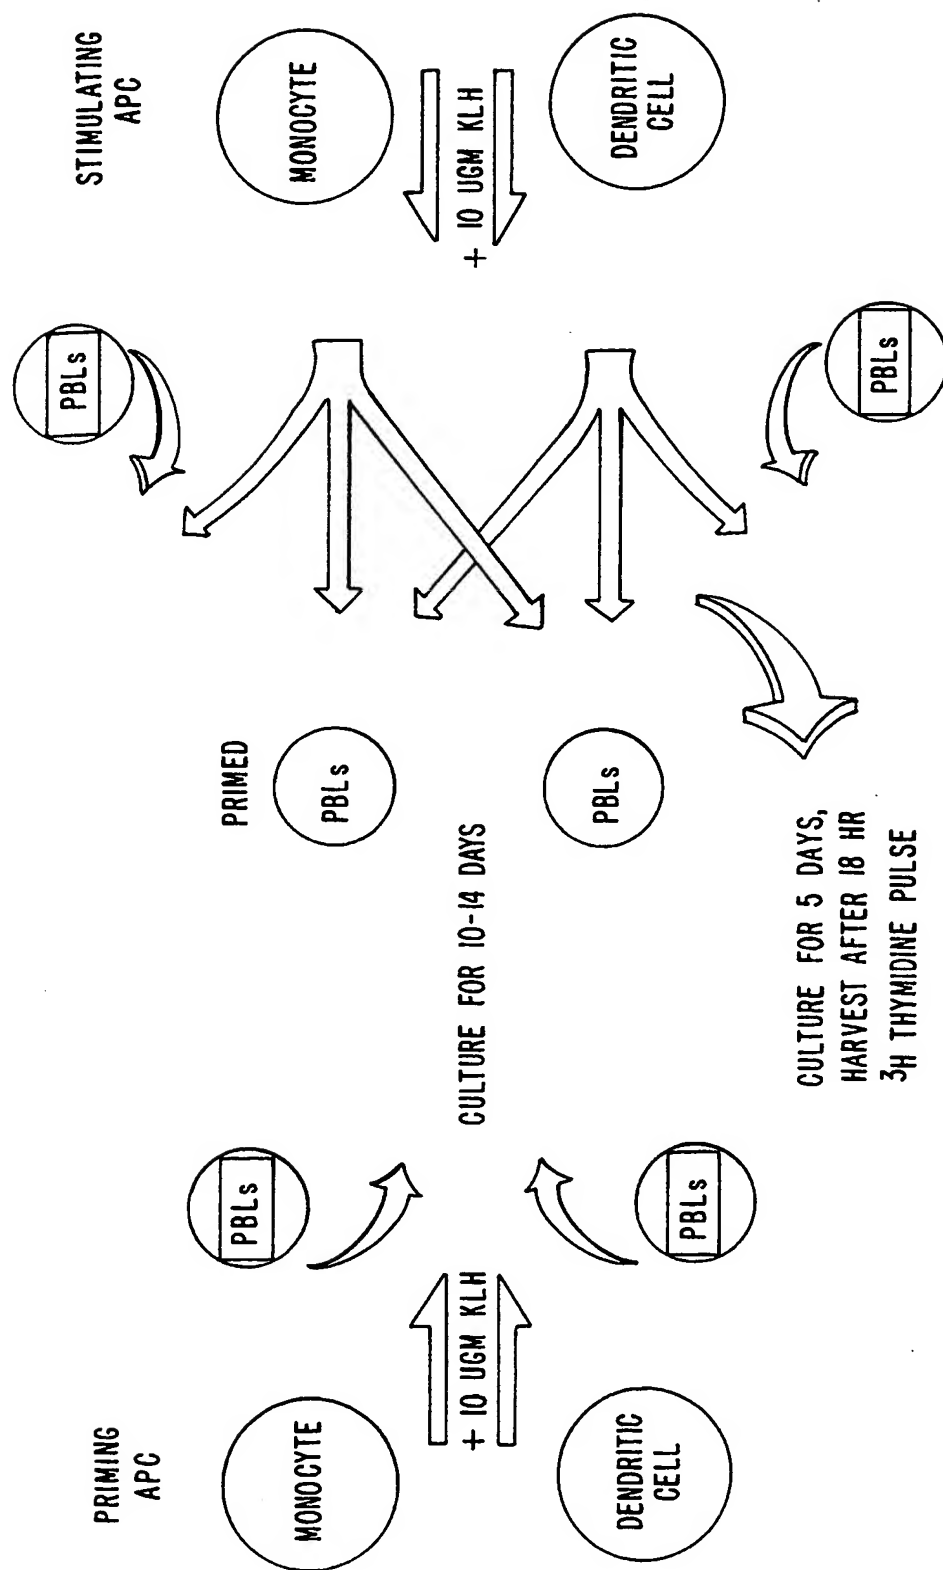 PRIMING
APC
MONOCYTE
+ 10 UGM KLH
DENDRITIC
CELL
PBLs
PBLs
CULTURE FOR 10-14 DAYS
PRIMED
PBLs
PBLs
CULTURE FOR 5 DAYS,
HARVEST AFTER 18 HR
³H THYMIDINE PULSE
PBLs
PBLs
STIMULATING
APC
MONOCYTE
+ 10 UGM KLH
DENDRITIC
CELL